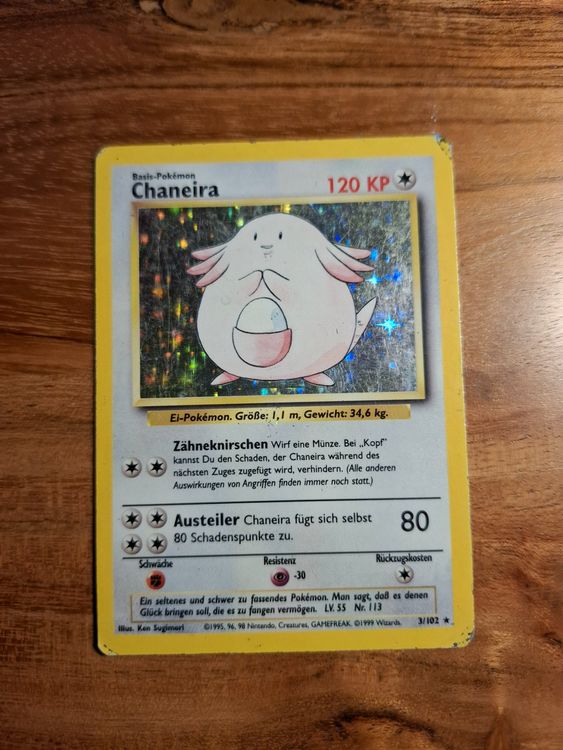 Basis-Pokémon
Chaneira
120 KP
Ei-Pokémon. Größe: 1,1 m, Gewicht: 34,6 kg.
Zähneknirschen Wirf eine Münze. Bei „Kopf"
kannst Du den Schaden, der Chaneira während des
nächsten Zuges zugefügt wird, verhindern. (Alle anderen
Auswirkungen von Angriffen finden immer noch statt.)
Austeiler Chaneira fügt sich selbst
80 Schadenspunkte zu.
80
Schwäche
Resistenz
Rückzugskosten
-30
Ein seltenes und schwer zu fassendes Pokémon. Man sagt, daß es denen
Glück bringen soll, die es zu fangen vermögen. LV. 55 Nr. 113
Illus. Ken Sugimori
©1995, 96, 98 Nintendo, Creatures, GAMEFREAK. ©1999 Wizards.
3/102 ★